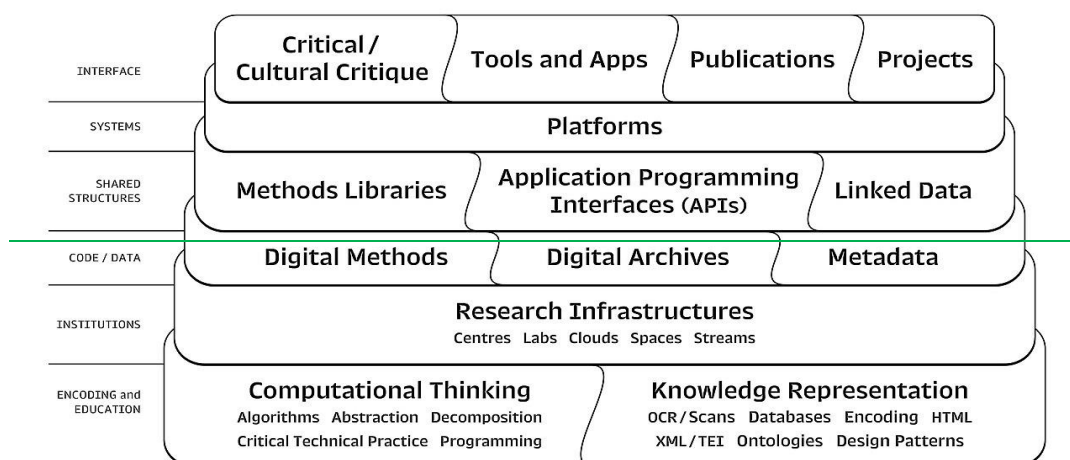 INTERFACE
Critical /
Cultural Critique
Tools and Apps
Publications
Projects
SYSTEMS
Platforms
SHARED
STRUCTURES
Methods Libraries
Application Programming
Interfaces (APIs)
Linked Data
CODE / DATA
Digital Methods
Digital Archives
Metadata
INSTITUTIONS
Research Infrastructures
Centres Labs Clouds Spaces Streams
ENCODING and
EDUCATION
Computational Thinking
Algorithms Abstraction Decomposition
Critical Technical Practice Programming
Knowledge Representation
OCR/Scans Databases Encoding HTML
XML/TEI Ontologies Design Patterns